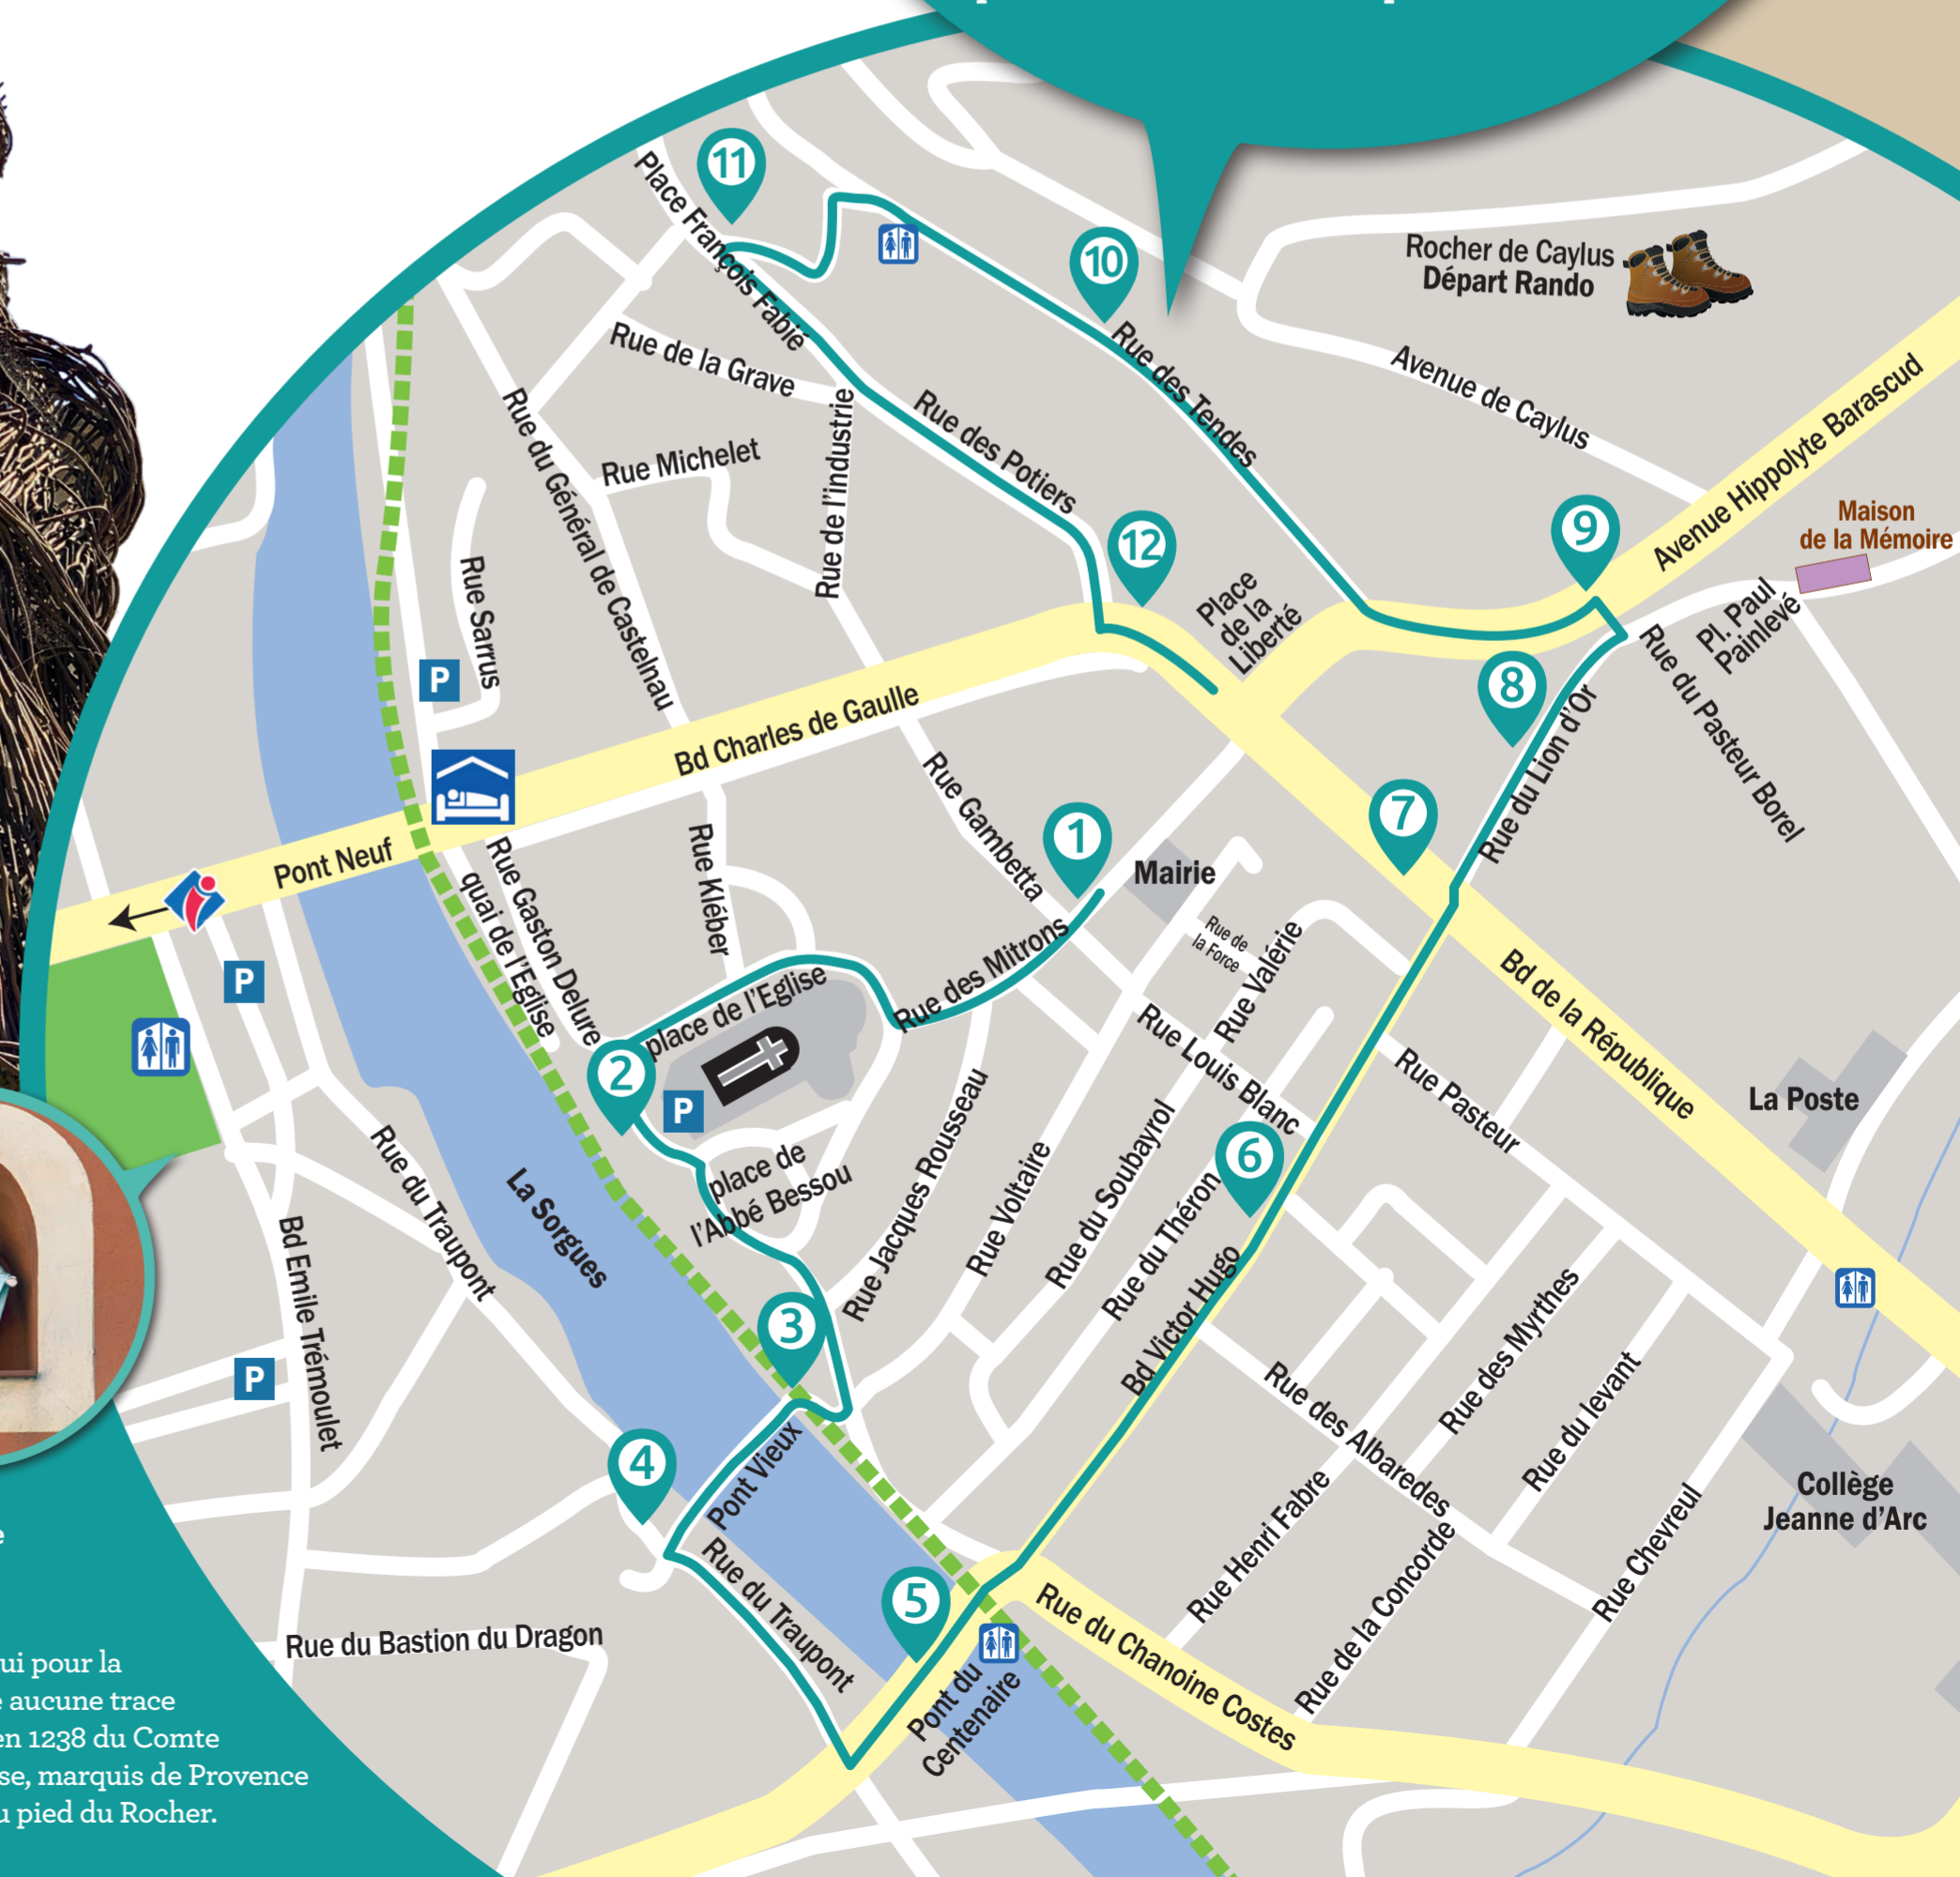 11
Place François Fabié
10
Rocher de Caylus
Départ Rando
Rue de la Grave
Rue des Tendes
Avenue de Caylus
Avenue Hippolyte Barascud
Rue du Général de Castelnau
Rue Michelet
Rue de l'industrie
Rue des Potiers
12
9
Maison
de la Mémoire
Place
de la
Liberté
Pl. Paul
Painlevé
Rue Sarrus
P
8
Rue du Pasteur Borel
Bd Charles de Gaulle
Rue du Lion d'Or
7
Pont Neuf
Rue Gaston Delure
quai de l'Eglise
Rue Kléber
Rue Gambetta
1
Mairie
Rue de
la Force
Rue Valérie
Rue des Mitrons
place de l'Eglise
P
2
P
Rue Louis Blanc
Bd de la République
Rue Pasteur
La Poste
Rue du Traupont
La Sorgues
place de
l'Abbé Bessou
Rue Jacques Rousseau
Rue Voltaire
Rue du Soubayrol
Rue du Théron
6
Bd Victor Hugo
Bd Emile Trémoulet
P
3
4
Pont Vieux
Rue des Myrthes
Rue du levant
Rue des Albaredes
Rue Henri Fabre
Rue de la Concorde
Rue Chevreul
Collège
Jeanne d'Arc
Rue du Traupont
5
Pont du
Centenaire
Rue du Chanoine Costes
Rue du Bastion du Dragon
e
ui pour la
e aucune trace
en 1238 du Comte
se, marquis de Provence
u pied du Rocher.